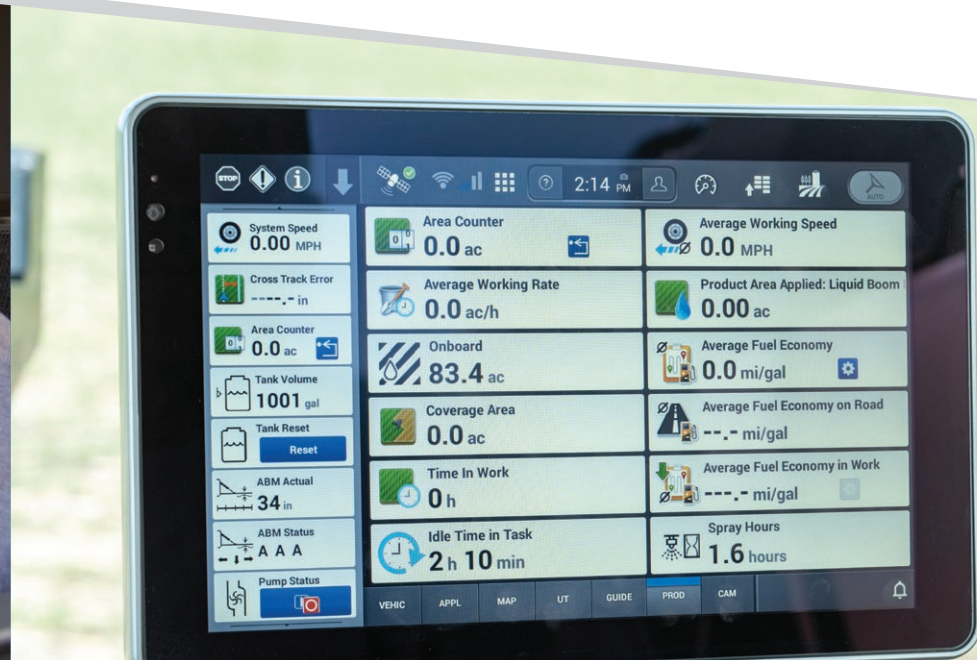 STOP
2:14 PM
AUTO
System Speed
0.00 MPH
Cross Track Error
----.- in
Area Counter
0.0 ac
Tank Volume
1001 gal
Tank Reset
Reset
ABM Actual
34 in
ABM Status
A A A
Pump Status
Area Counter
0.0 ac
Average Working Rate
0.0 ac/h
Onboard
83.4 ac
Coverage Area
0.0 ac
Time In Work
0 h
Idle Time in Task
2 h 10 min
Average Working Speed
0.0 MPH
Product Area Applied: Liquid Boom
0.00 ac
Average Fuel Economy
0.0 mi/gal
Average Fuel Economy on Road
--.- mi/gal
Average Fuel Economy in Work
---.- mi/gal
Spray Hours
1.6 hours
VEHIC APPL MAP UT GUIDE PROD CAM